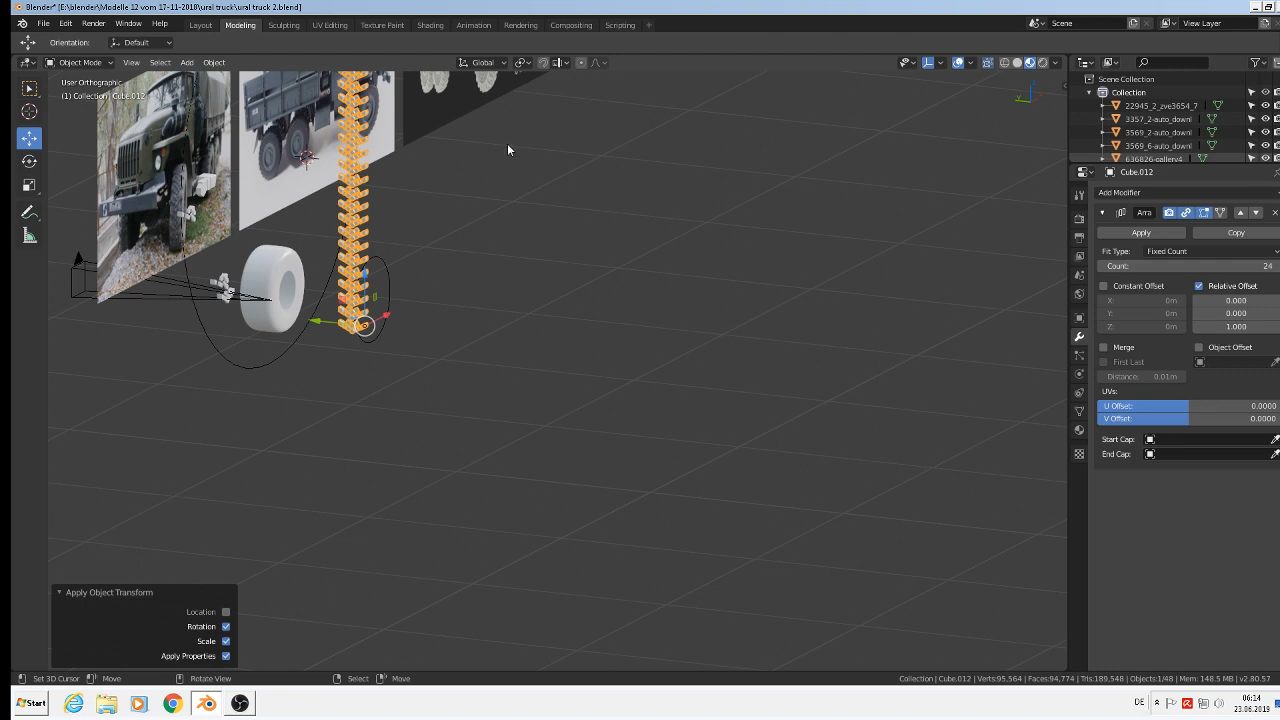 Blender* [E:\blender\Modelle 12 vom 17-11-2018\ural truck\ural truck 2.blend]
File Edit Render Window Help Layout Modeling Sculpting UV Editing Texture Paint Shading Animation Rendering Compositing Scripting + Scene View Layer
Orientation: Default
Object Mode View Select Add Object Global
User Orthographic
(1) Collection | Cube.012
Y
Scene Collection
Collection
22945_2_zve3654_7
3357_2-auto_downl
3569_2-auto_downl
3569_6-auto_downl
636826-gallery4
Cube.012
Add Modifier
Arra
Apply Copy
Fit Type: Fixed Count
Count: 24
Constant Offset Relative Offset
X: 0m 0.000
Y: 0m 0.000
Z: 0m 1.000
Merge Object Offset
First Last
Distance: 0.01m
UVs:
U Offset: 0.0000
V Offset: 0.0000
Start Cap:
End Cap:
Apply Object Transform
Location
Rotation
Scale
Apply Properties
Set 3D Cursor Move Rotate View Select Move Collection | Cube.012 | Verts:95,564 | Faces:94,774 | Tris:189,548 | Objects:1/48 | Mem: 148.5 MB | v2.80.57
Start DE 06:14
23.06.2019